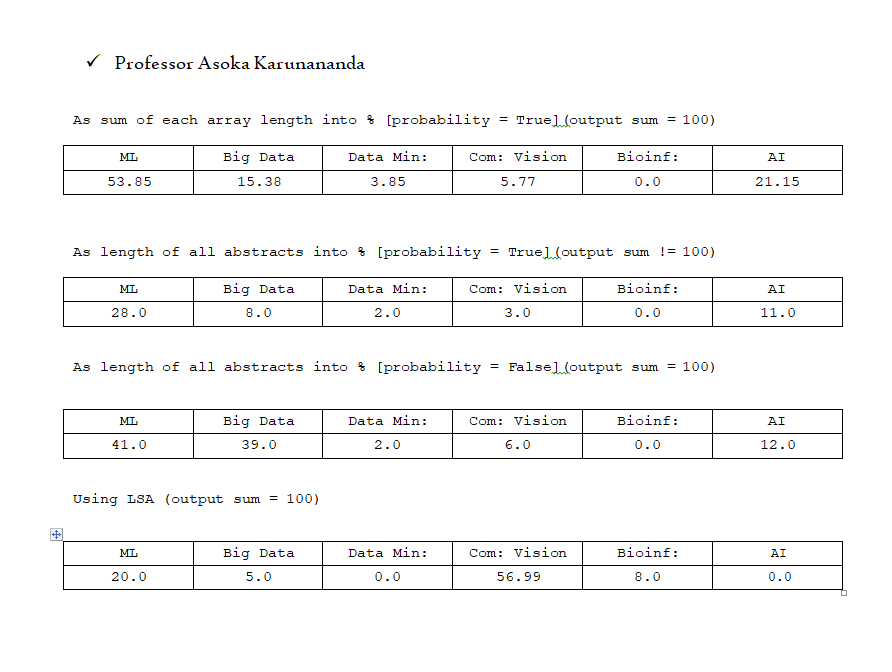 ✓ Professor Asoka Karunananda
As sum of each array length into % [probability = True](output sum = 100)
ML Big Data Data Min: Com: Vision Bioinf: AI
53.85 15.38 3.85 5.77 0.0 21.15
As length of all abstracts into % [probability = True](output sum != 100)
ML Big Data Data Min: Com: Vision Bioinf: AI
28.0 8.0 2.0 3.0 0.0 11.0
As length of all abstracts into % [probability = False](output sum = 100)
ML Big Data Data Min: Com: Vision Bioinf: AI
41.0 39.0 2.0 6.0 0.0 12.0
Using LSA (output sum = 100)
ML Big Data Data Min: Com: Vision Bioinf: AI
20.0 5.0 0.0 56.99 8.0 0.0